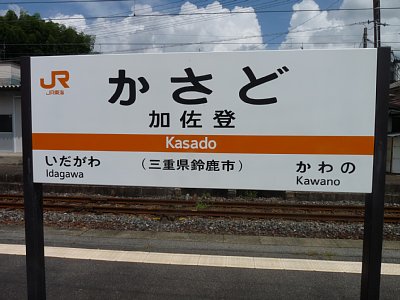 JR
JR東海
かさど
加佐登
Kasado
いだがわ
Idagawa
(三重県鈴鹿市)
かわの
Kawano